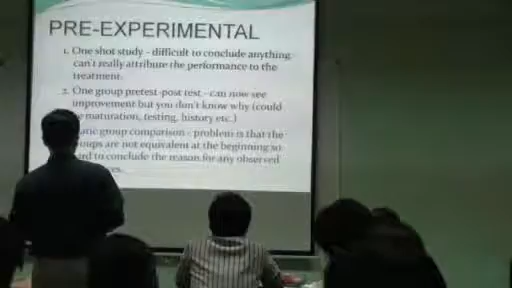 PRE-EXPERIMENTAL
1. One shot study - difficult to conclude anything
can't really attribute the performance to the
treatment.
2. One group pretest-post test - can now see
improvement but you don't know why (could
maturation, testing, history etc.)
group comparison - problem is that the
are not equivalent at the beginning so
to conclude the reason for any observed